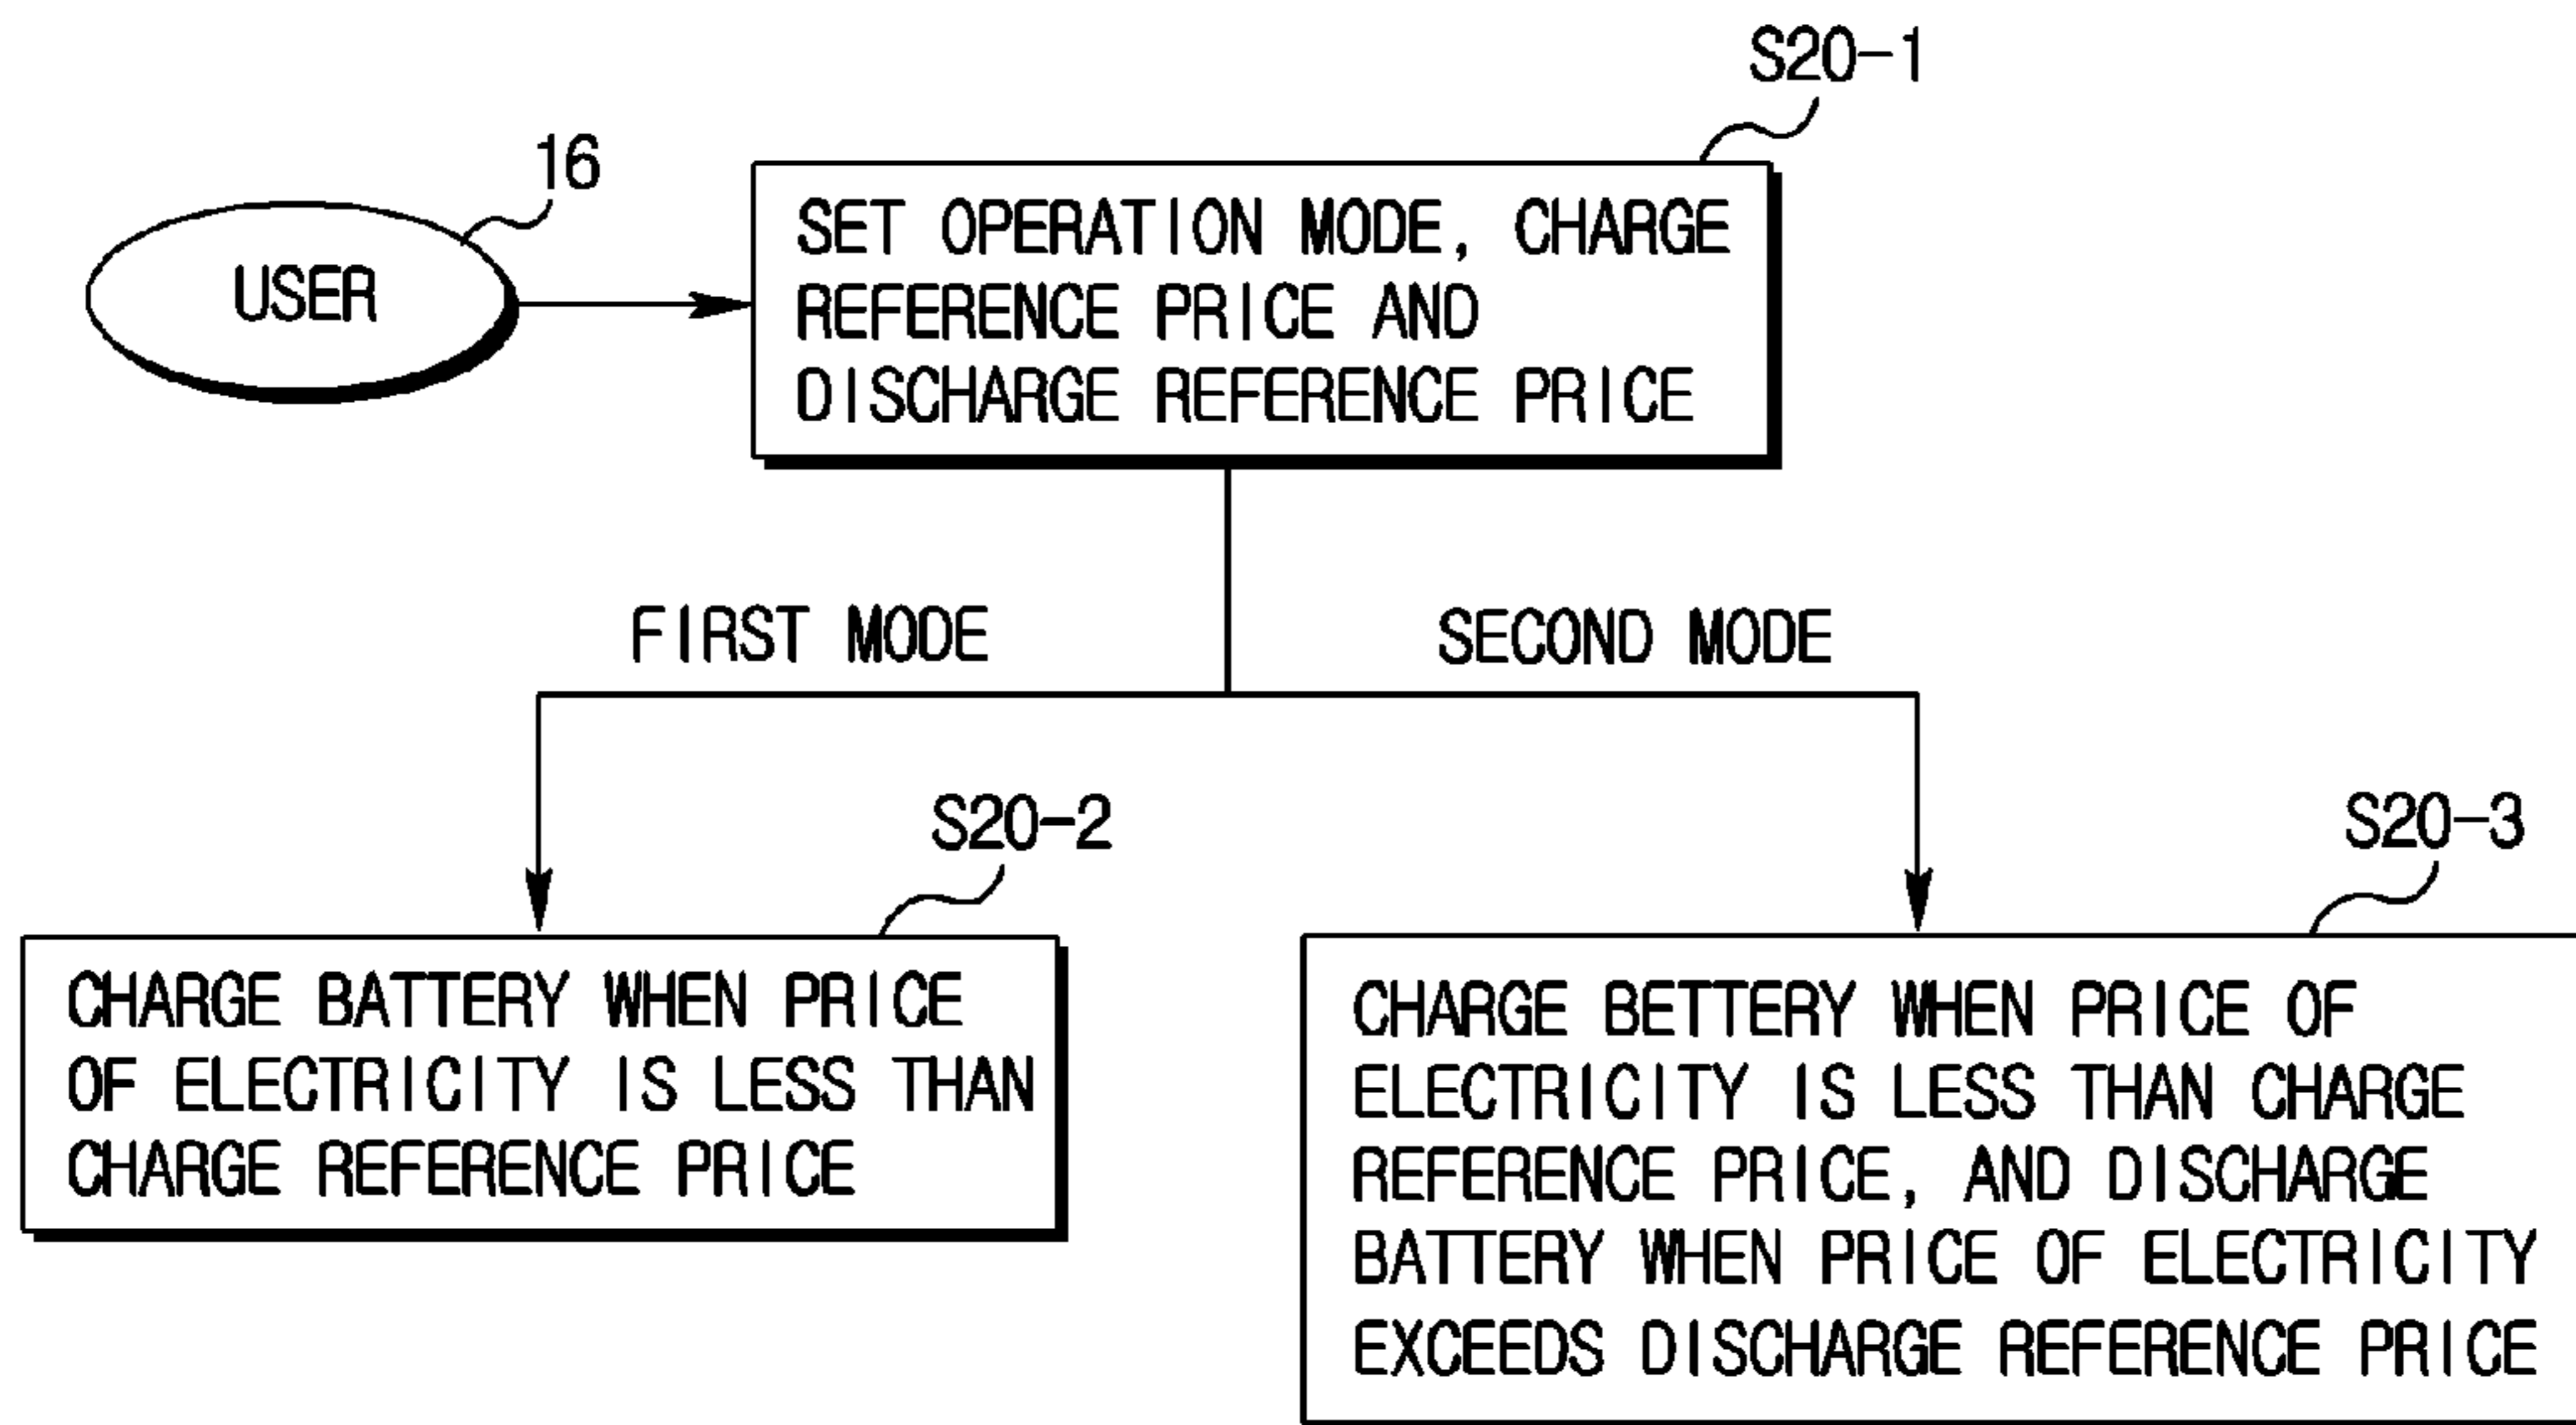 S20-1
16
USER
SET OPERATION MODE, CHARGE
REFERENCE PRICE AND
DISCHARGE REFERENCE PRICE
FIRST MODE
SECOND MODE
S20-2
CHARGE BATTERY WHEN PRICE
OF ELECTRICITY IS LESS THAN
CHARGE REFERENCE PRICE
S20-3
CHARGE BETTERY WHEN PRICE OF
ELECTRICITY IS LESS THAN CHARGE
REFERENCE PRICE, AND DISCHARGE
BATTERY WHEN PRICE OF ELECTRICITY
EXCEEDS DISCHARGE REFERENCE PRICE